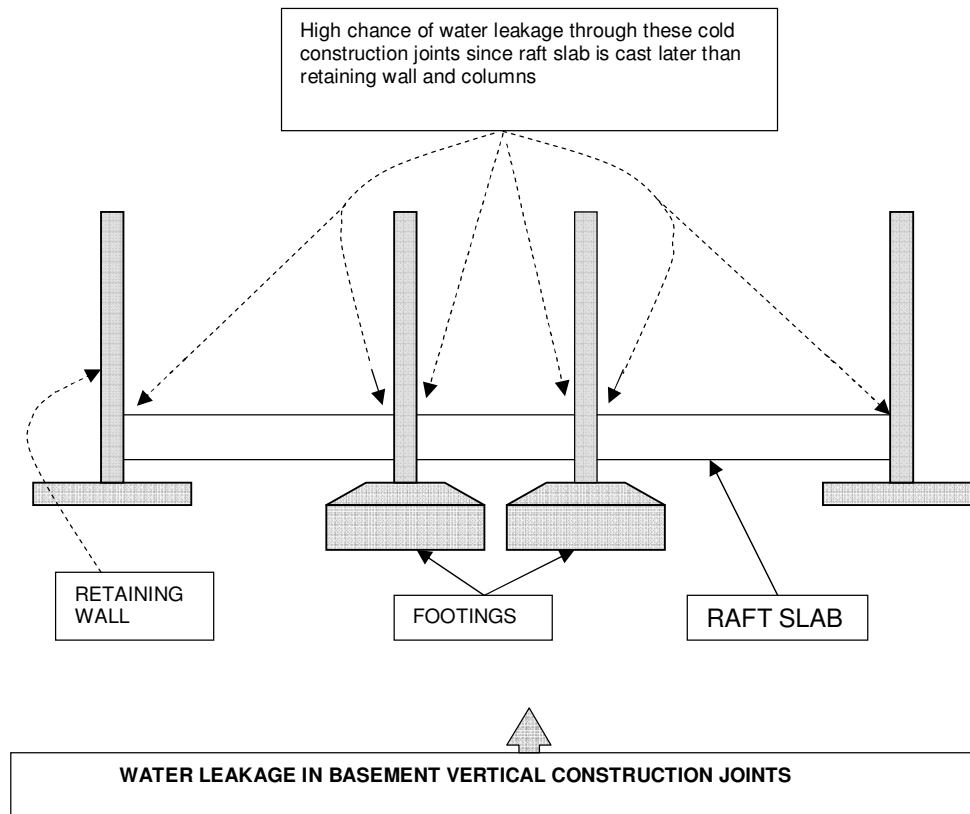 High chance of water leakage through these cold
construction joints since raft slab is cast later than
retaining wall and columns
RETAINING
WALL
FOOTINGS
RAFT SLAB
WATER LEAKAGE IN BASEMENT VERTICAL CONSTRUCTION JOINTS